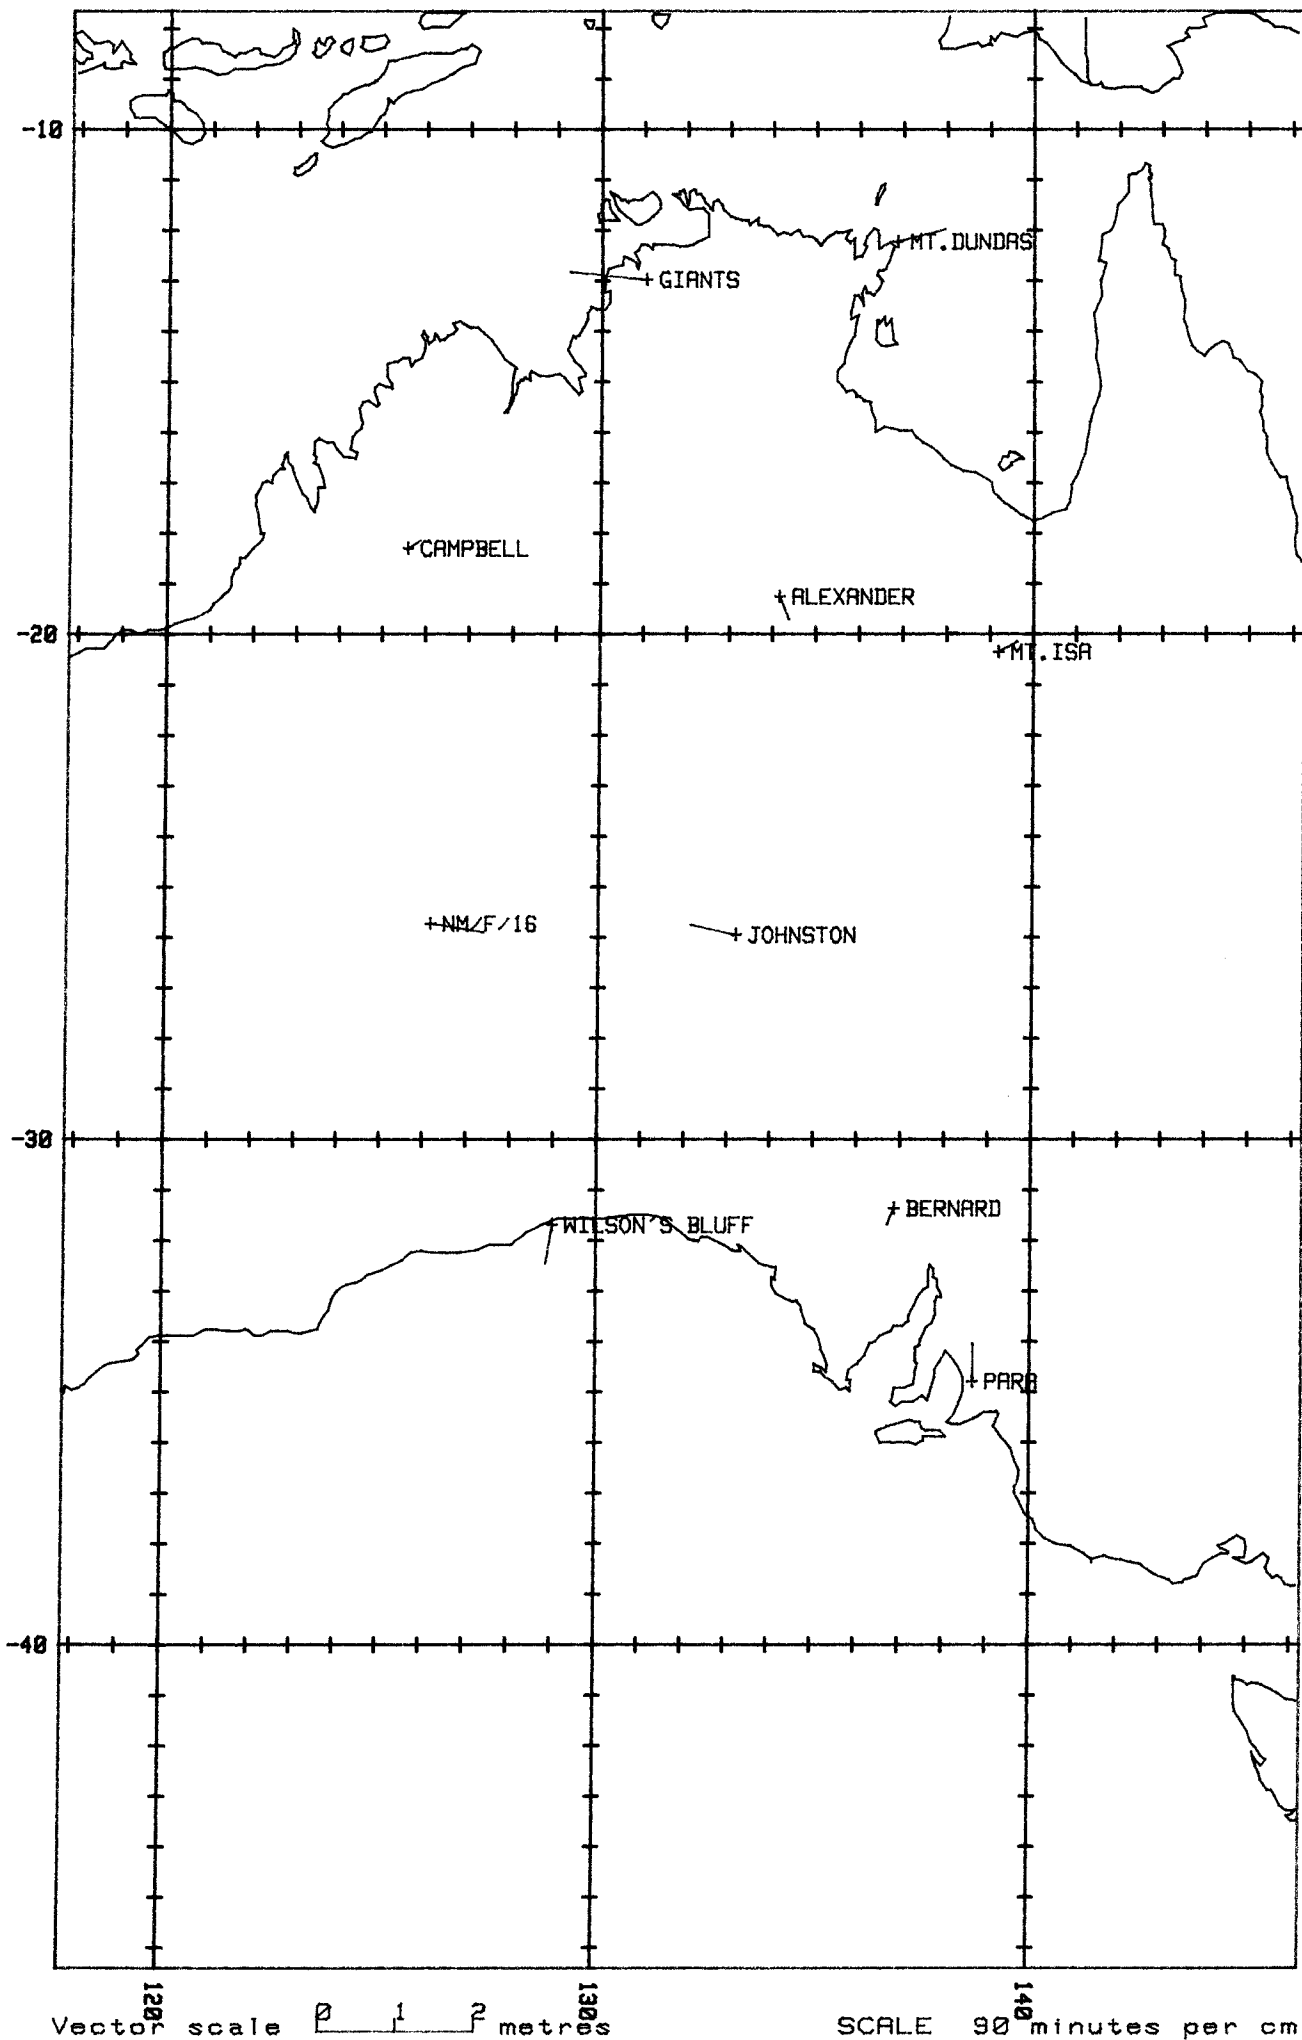 -10
MT.DUNDAS
GIANTS
CAMPBELL
ALEXANDER
-20
MT.ISA
NM/F/16
JOHNSTON
-30
BERNARD
WILSON'S BLUFF
PARA
-40
120
130
140
Vector scale 0 1 2 metres
SCALE 90 minutes per cm